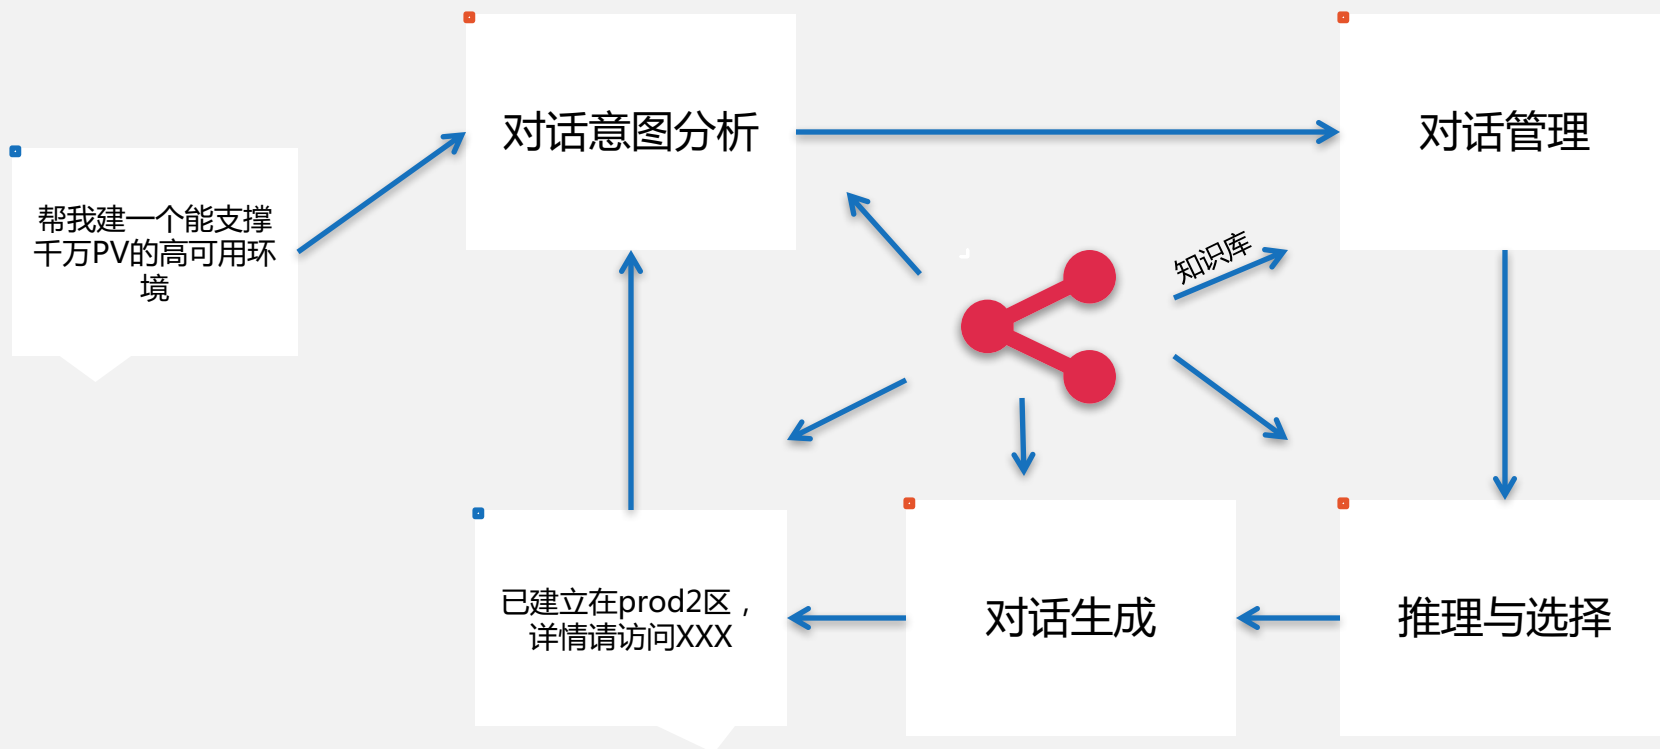 对话意图分析
对话管理
帮我建一个能支撑
千万PV的高可用环
境
知识库
已建立在prod2区，
详情请访问XXX
对话生成
推理与选择